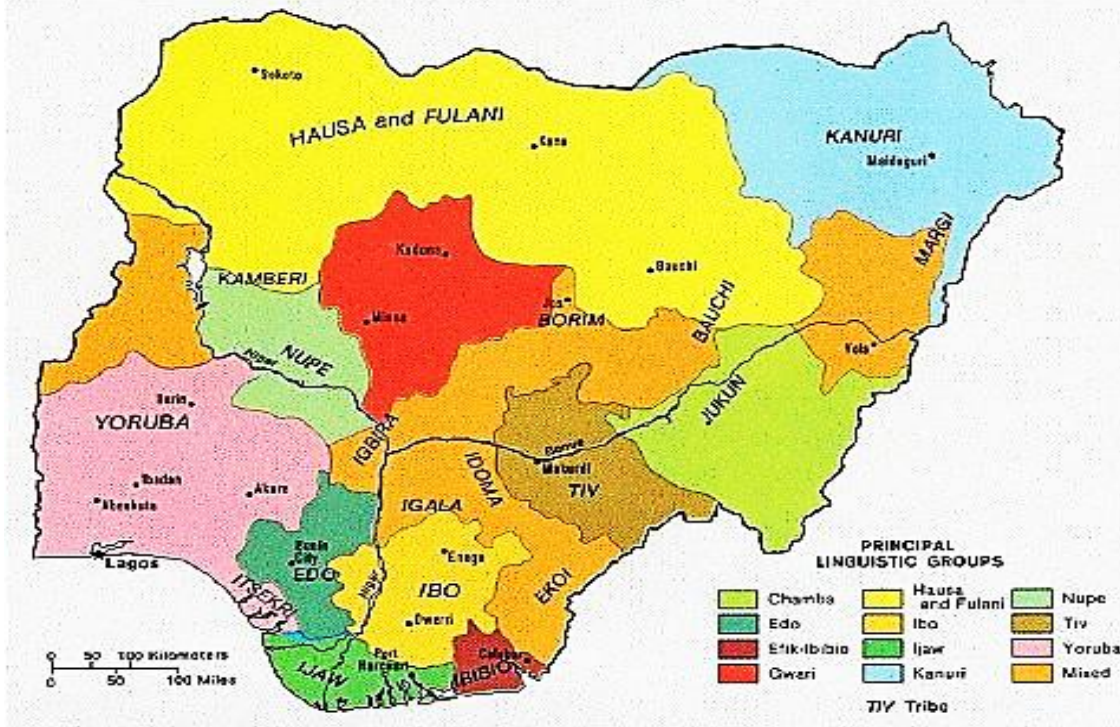 Sokoto
HAUSA and FULANI
Kano
KANURI
Maiduguri
MARGI
Kaduna
Bauchi
KAMBERI
Jos
BORIM
BAUCHI
Minna
NUPE
Niger
Yola
JUKUN
YORUBA
Ibadan
Abeokuta
Akure
IGBIRA
IDOMA
Benue
Makurdi
TIV
IGALA
Lagos
Benin
City
EDO
ITSEKRI
Niger
Enugu
IBO
Owerri
EKOI
Port
Harcourt
IJAW
Calabar
IBIBIO
0 50 100 Kilometers
0 50 100 Miles
PRINCIPAL
LINGUISTIC GROUPS
Chamba
Edo
Efik-Ibibio
Gwari
Hausa
and Fulani
Ibo
Ijaw
Kanuri
Nupe
Tiv
Yoruba
Mixed
TIV Tribe